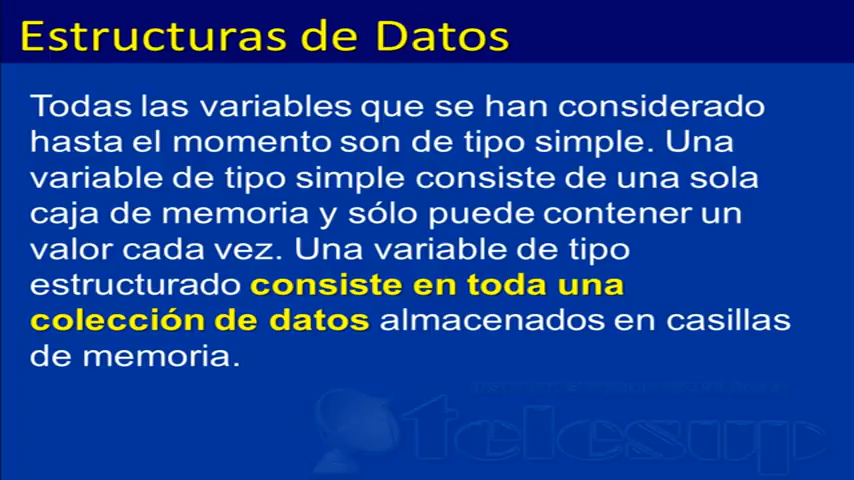 Estructuras de Datos
Todas las variables que se han considerado
hasta el momento son de tipo simple. Una
variable de tipo simple consiste de una sola
caja de memoria y sólo puede contener un
valor cada vez. Una variable de tipo
estructurado consiste en toda una
colección de datos almacenados en casillas
de memoria.
telesup